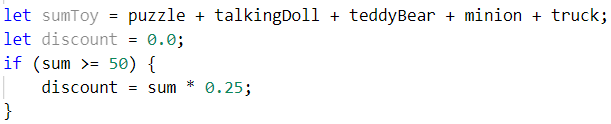 let sumToy = puzzle + talkingDoll + teddyBear + minion + truck;
let discount = 0.0;
if (sum >= 50) {
    discount = sum * 0.25;
}